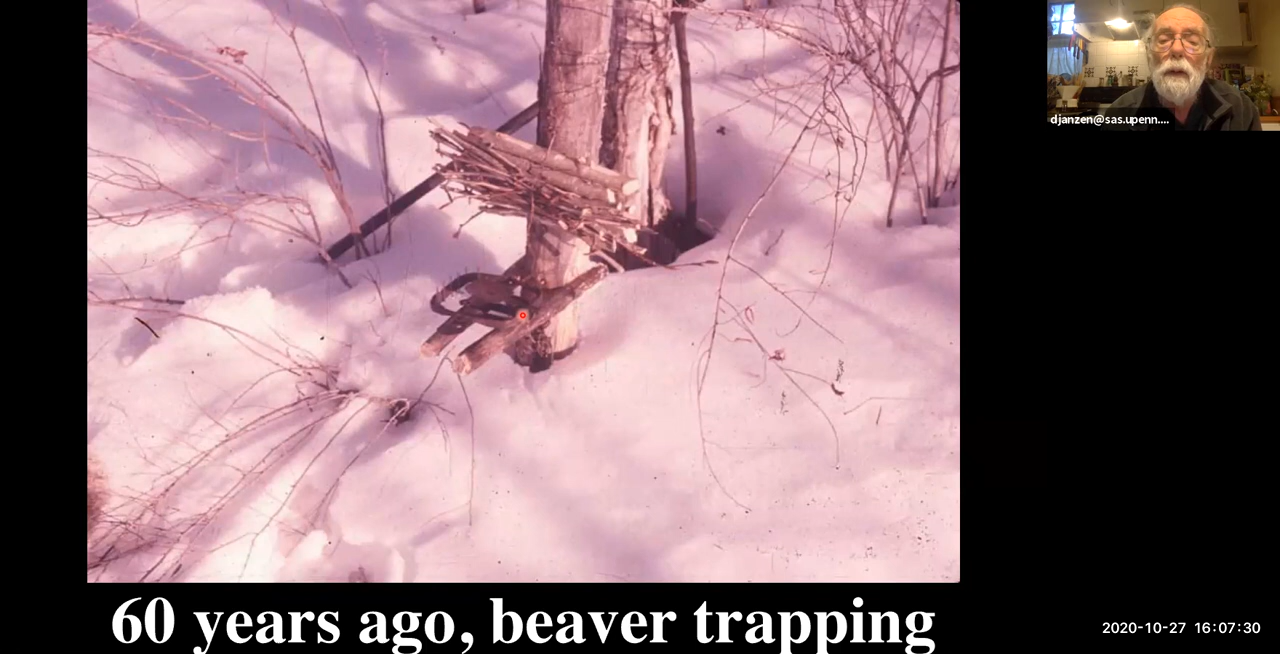 djanzen@sas.upenn....
60 years ago, beaver trapping
2020-10-27 16:07:30